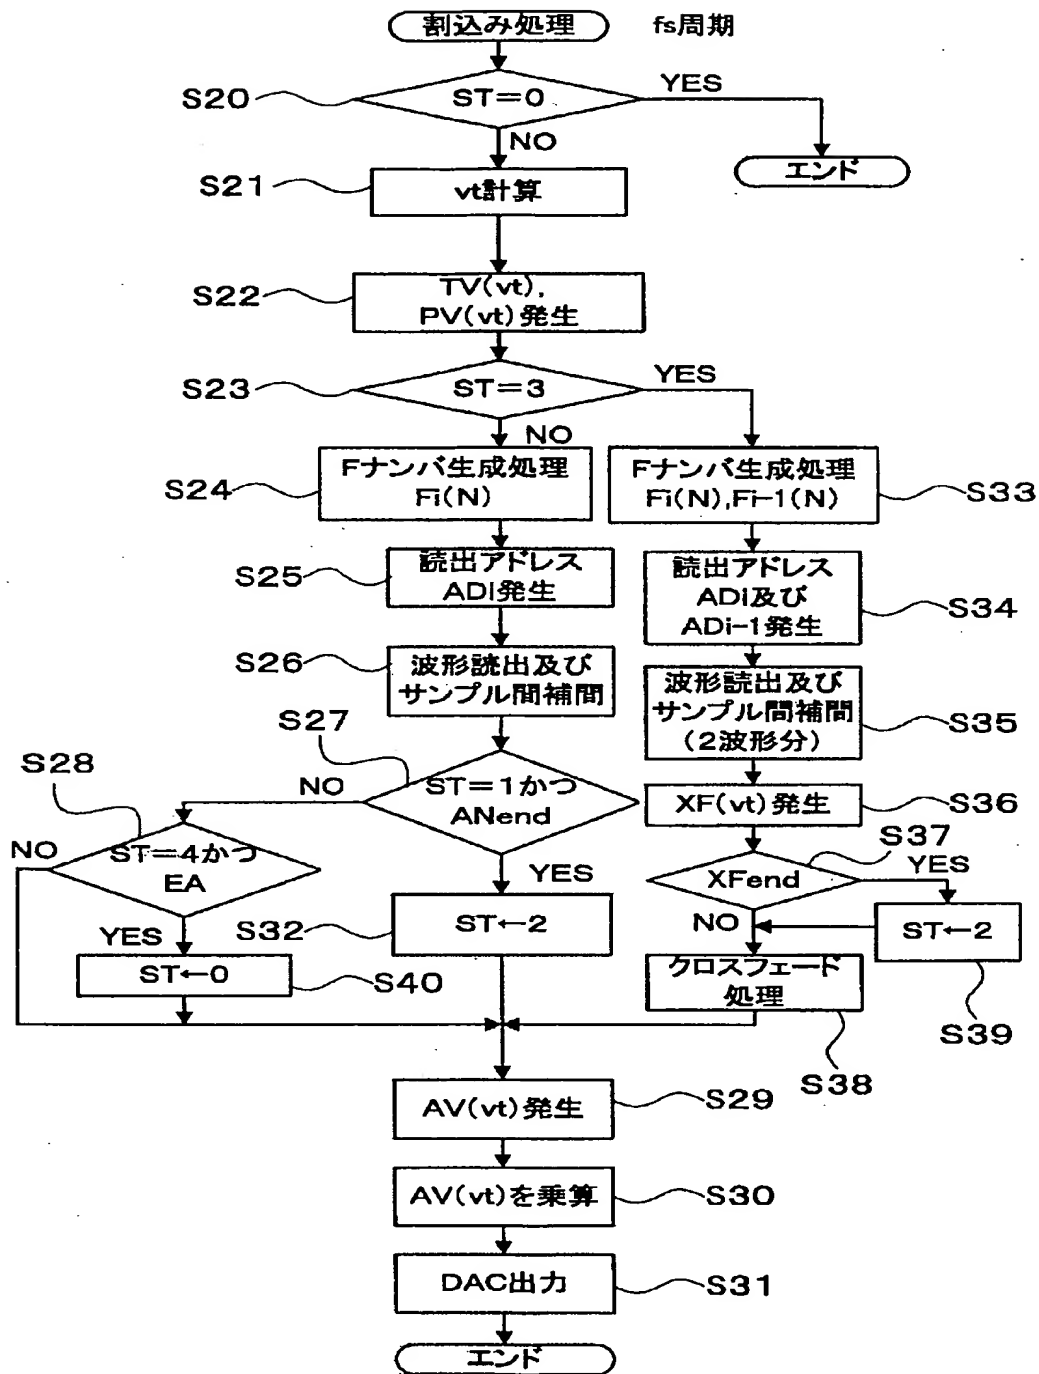 割込み処理 fs周期
S20 ST=0 YES
NO
エンド
S21 vt計算
S22 TV(vt),
PV(vt)発生
S23 ST=3 YES
NO
S24 Fナンバ生成処理
Fi(N)
Fナンバ生成処理
Fi(N),Fi-1(N) S33
S25 読出アドレス
ADi発生
読出アドレス
ADi及び
ADi-1発生 S34
S26 波形読出及び
サンプル間補間
波形読出及び
サンプル間補間
(2波形分) S35
S27 ST=1かつ
ANend
NO
YES
XF(vt)発生 S36
S28 ST=4かつ
EA
NO
YES
XFend S37
YES
NO
S32 ST←2
ST←2 S39
ST←0 S40
クロスフェード
処理 S38
AV(vt)発生 S29
AV(vt)を乗算 S30
DAC出力 S31
エンド